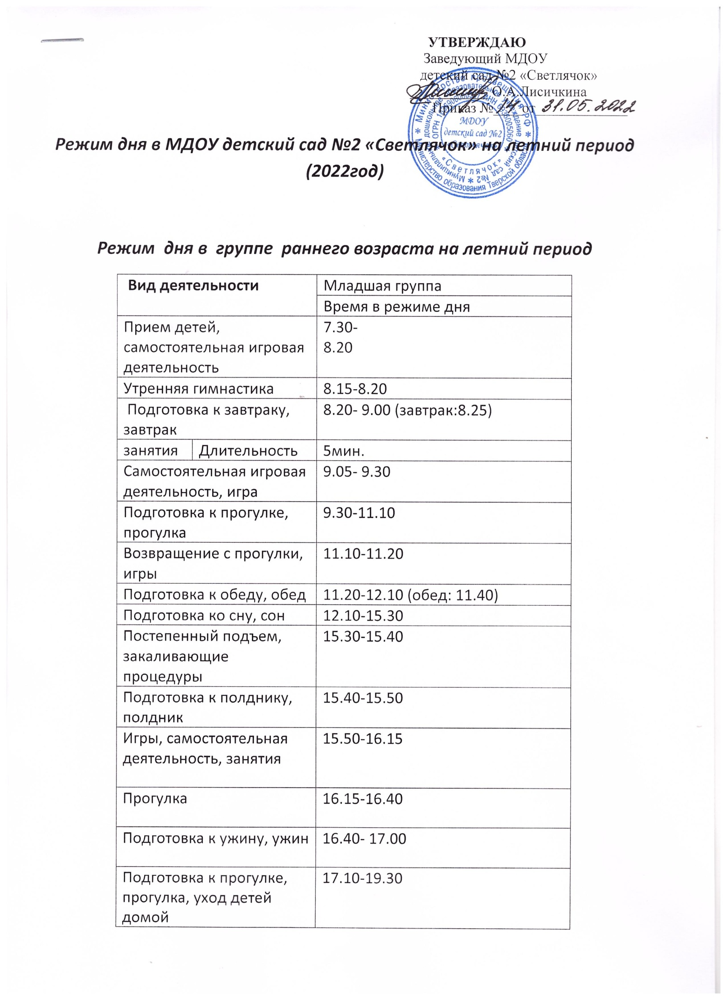 УТВЕРЖДАЮ
Заведующий МДОУ
детский сад №2 «Светлячок»
О.А.Лисичкина
Приказ № от 31.05.2022
Министерство просвещения РФ
Министерство образования Тверской области
МДОУ
детский сад №2
«Светлячок»
Режим дня в МДОУ детский сад №2 «Светлячок» на летний период
(2022год)
Режим дня в группе раннего возраста на летний период
Вид деятельности
Младшая группа
Время в режиме дня
Прием детей,
самостоятельная игровая
деятельность
7.30-
8.20
Утренняя гимнастика
8.15-8.20
Подготовка к завтраку,
завтрак
8.20- 9.00 (завтрак:8.25)
занятия
Длительность
5мин.
Самостоятельная игровая
деятельность, игра
9.05- 9.30
Подготовка к прогулке,
прогулка
9.30-11.10
Возвращение с прогулки,
игры
11.10-11.20
Подготовка к обеду, обед
11.20-12.10 (обед: 11.40)
Подготовка ко сну, сон
12.10-15.30
Постепенный подъем,
закаливающие
процедуры
15.30-15.40
Подготовка к полднику,
полдник
15.40-15.50
Игры, самостоятельная
деятельность, занятия
15.50-16.15
Прогулка
16.15-16.40
Подготовка к ужину, ужин
16.40- 17.00
Подготовка к прогулке,
прогулка, уход детей
домой
17.10-19.30